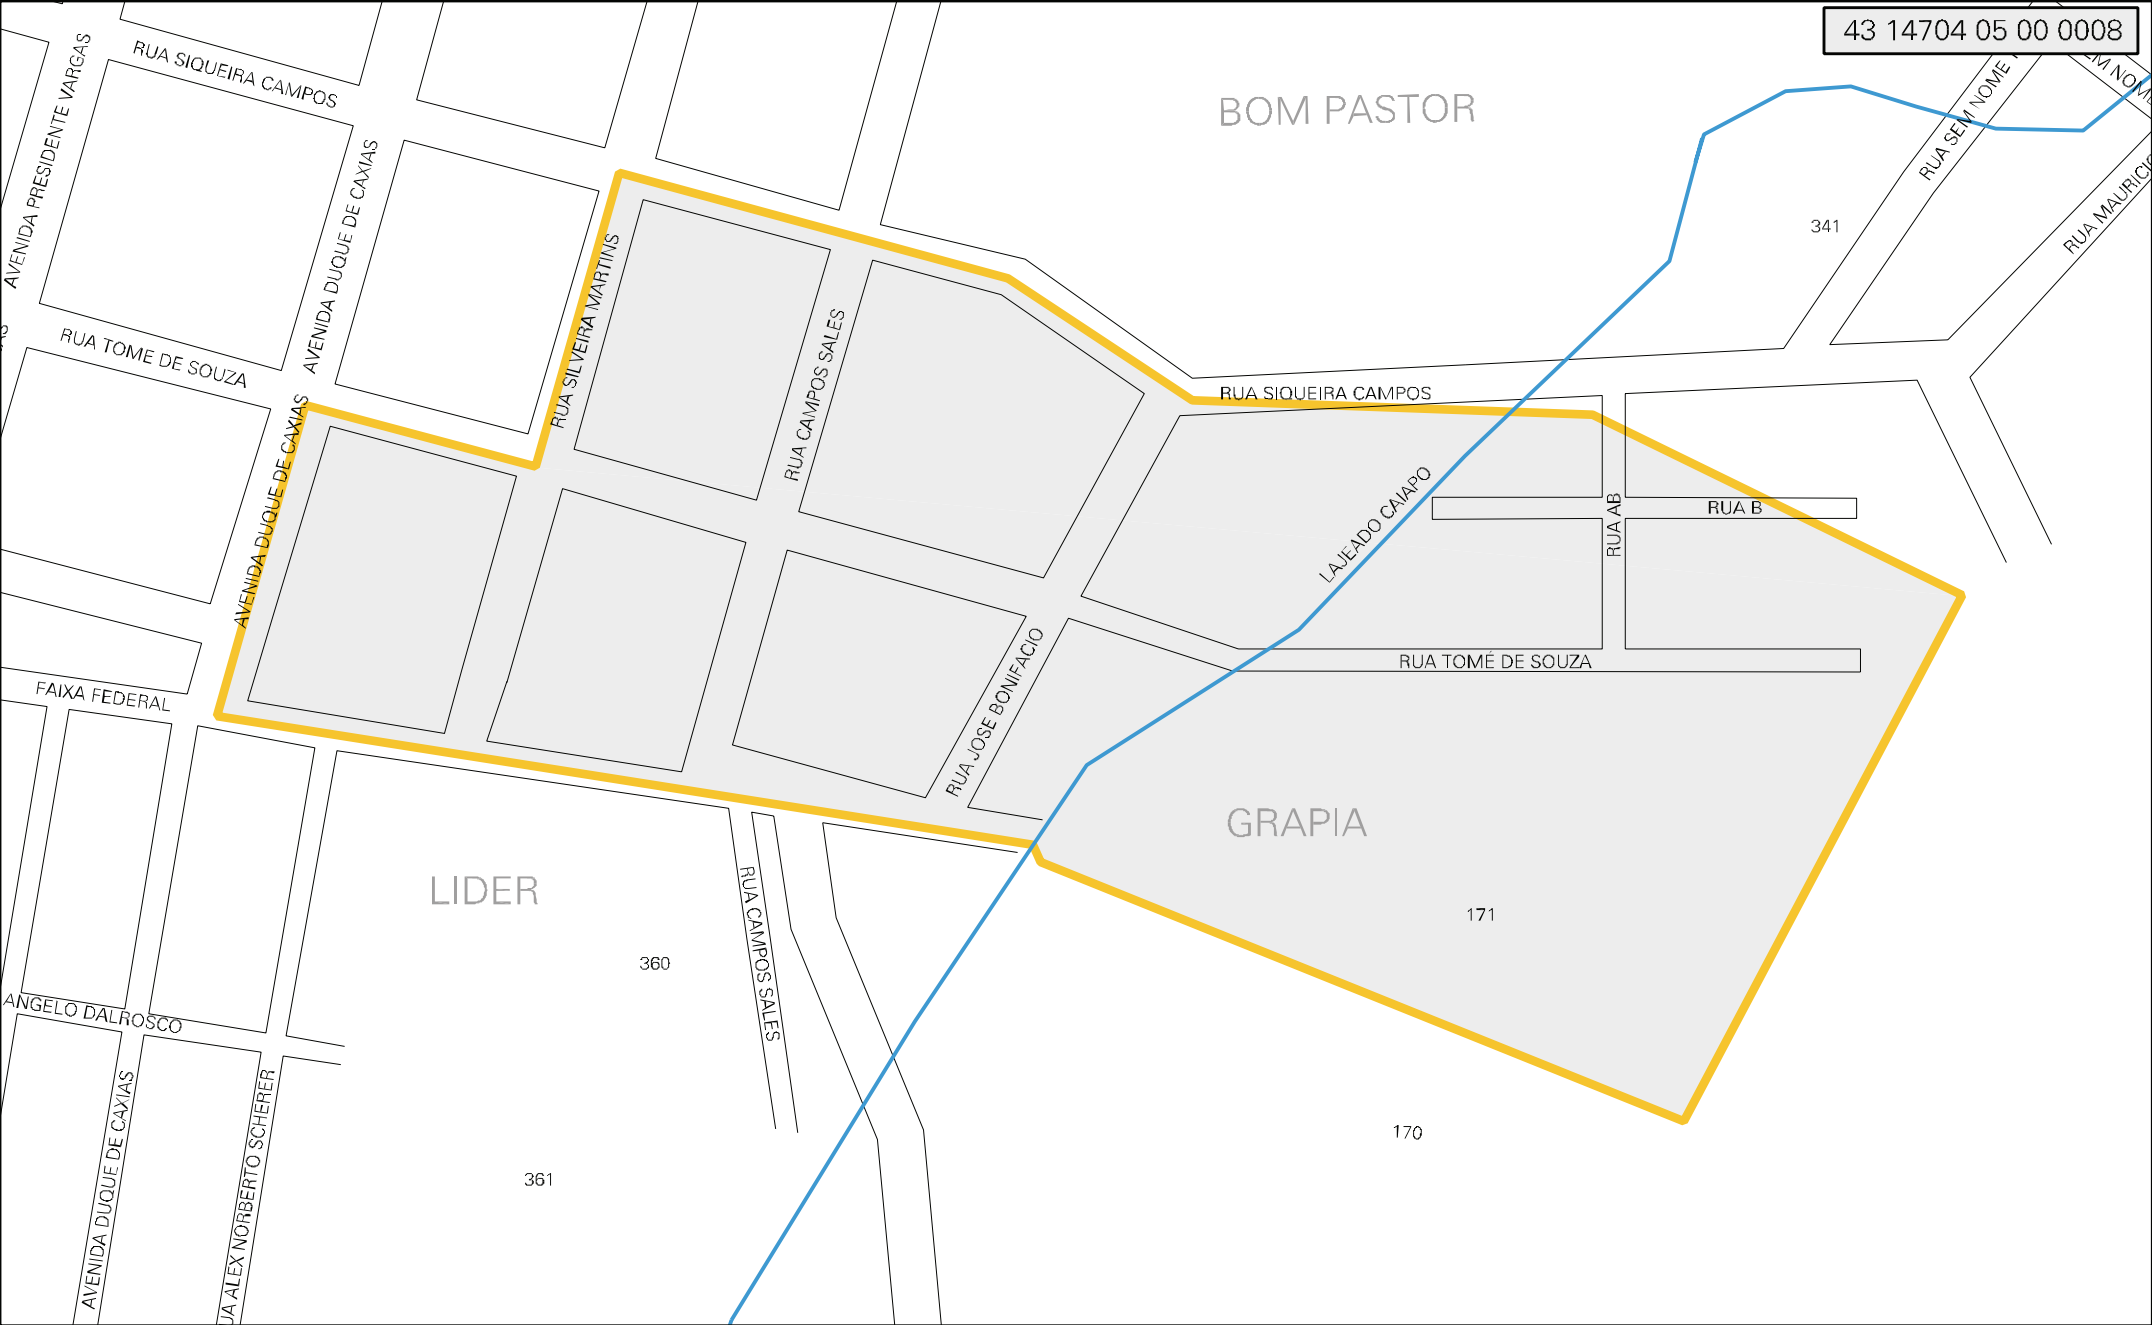 43 14704 05 00 0008
RUA SIQUEIRA CAMPOS
AVENIDA PRESIDENTE VARGAS
BOM PASTOR
RUA SEM NOME
RUA MAURICIO
AVENIDA DUQUE DE CAXIAS
341
RUA SILVEIRA MARTINS
RUA CAMPOS SALES
RUA TOME DE SOUZA
RUA SIQUEIRA CAMPOS
AVENIDA DUQUE DE CAXIAS
LAJEADO CAIAPO
RUA AB
RUA B
RUA TOMÉ DE SOUZA
RUA JOSE BONIFACIO
FAIXA FEDERAL
GRAPIA
LIDER
171
360
RUA CAMPOS SALES
ANGELO DALROSCO
170
361
AVENIDA DUQUE DE CAXIAS
RUA ALEX NORBERTO SCHERER